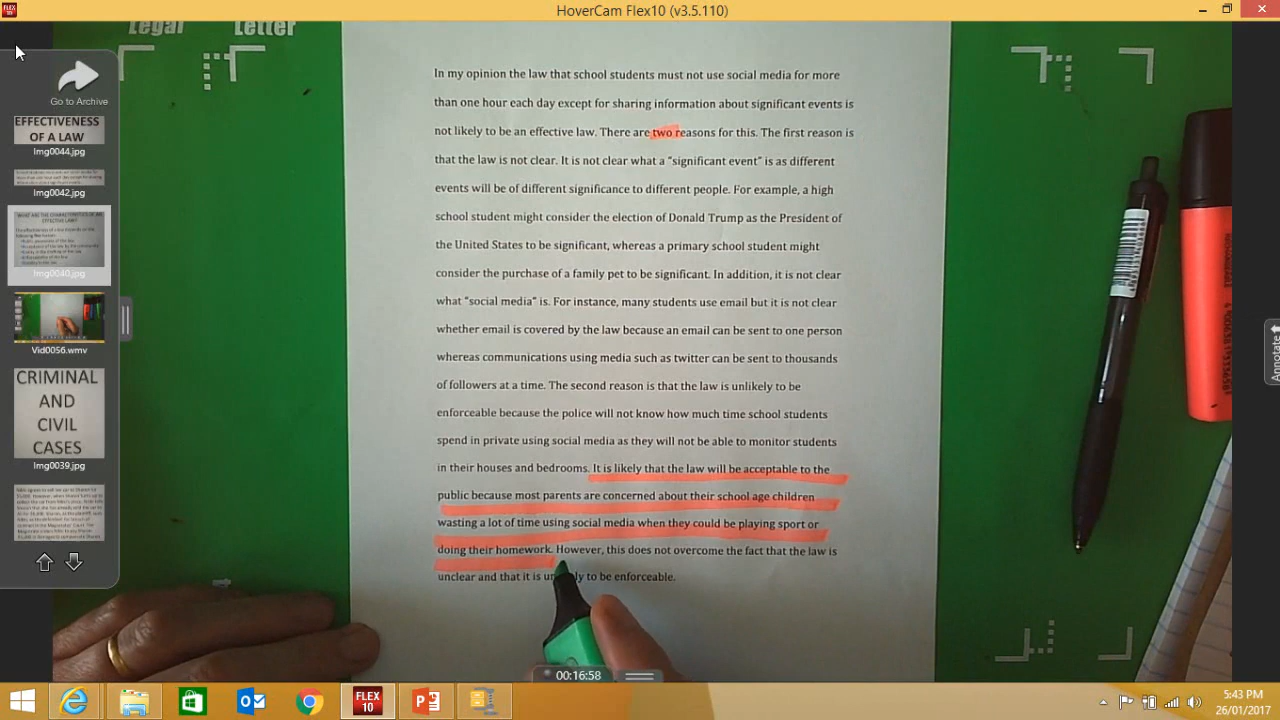 HoverCam Flex10 (v3.5.110)
Legal Letter
Go to Archive
EFFECTIVENESS
OF A LAW
Img0044.jpg
Img0042.jpg
WHAT ARE THE CHARACTERISTICS OF AN
EFFECTIVE LAW?
Img0040.jpg
Vid0056.wmv
CRIMINAL
AND
CIVIL
CASES
Img0039.jpg
In my opinion the law that school students must not use social media for more
than one hour each day except for sharing information about significant events is
not likely to be an effective law. There are two reasons for this. The first reason is
that the law is not clear. It is not clear what a "significant event" is as different
events will be of different significance to different people. For example, a high
school student might consider the election of Donald Trump as the President of
the United States to be significant, whereas a primary school student might
consider the purchase of a family pet to be significant. In addition, it is not clear
what "social media" is. For instance, many students use email but it is not clear
whether email is covered by the law because an email can be sent to one person
whereas communications using media such as twitter can be sent to thousands
of followers at a time. The second reason is that the law is unlikely to be
enforceable because the police will not know how much time school students
spend in private using social media as they will not be able to monitor students
in their houses and bedrooms. It is likely that the law will be acceptable to the
public because most parents are concerned about their school age children
wasting a lot of time using social media when they could be playing sport or
doing their homework. However, this does not overcome the fact that the law is
unclear and that it is unlikely to be enforceable.
Annotate
00:16:58
FLEX
10
5:43 PM
26/01/2017